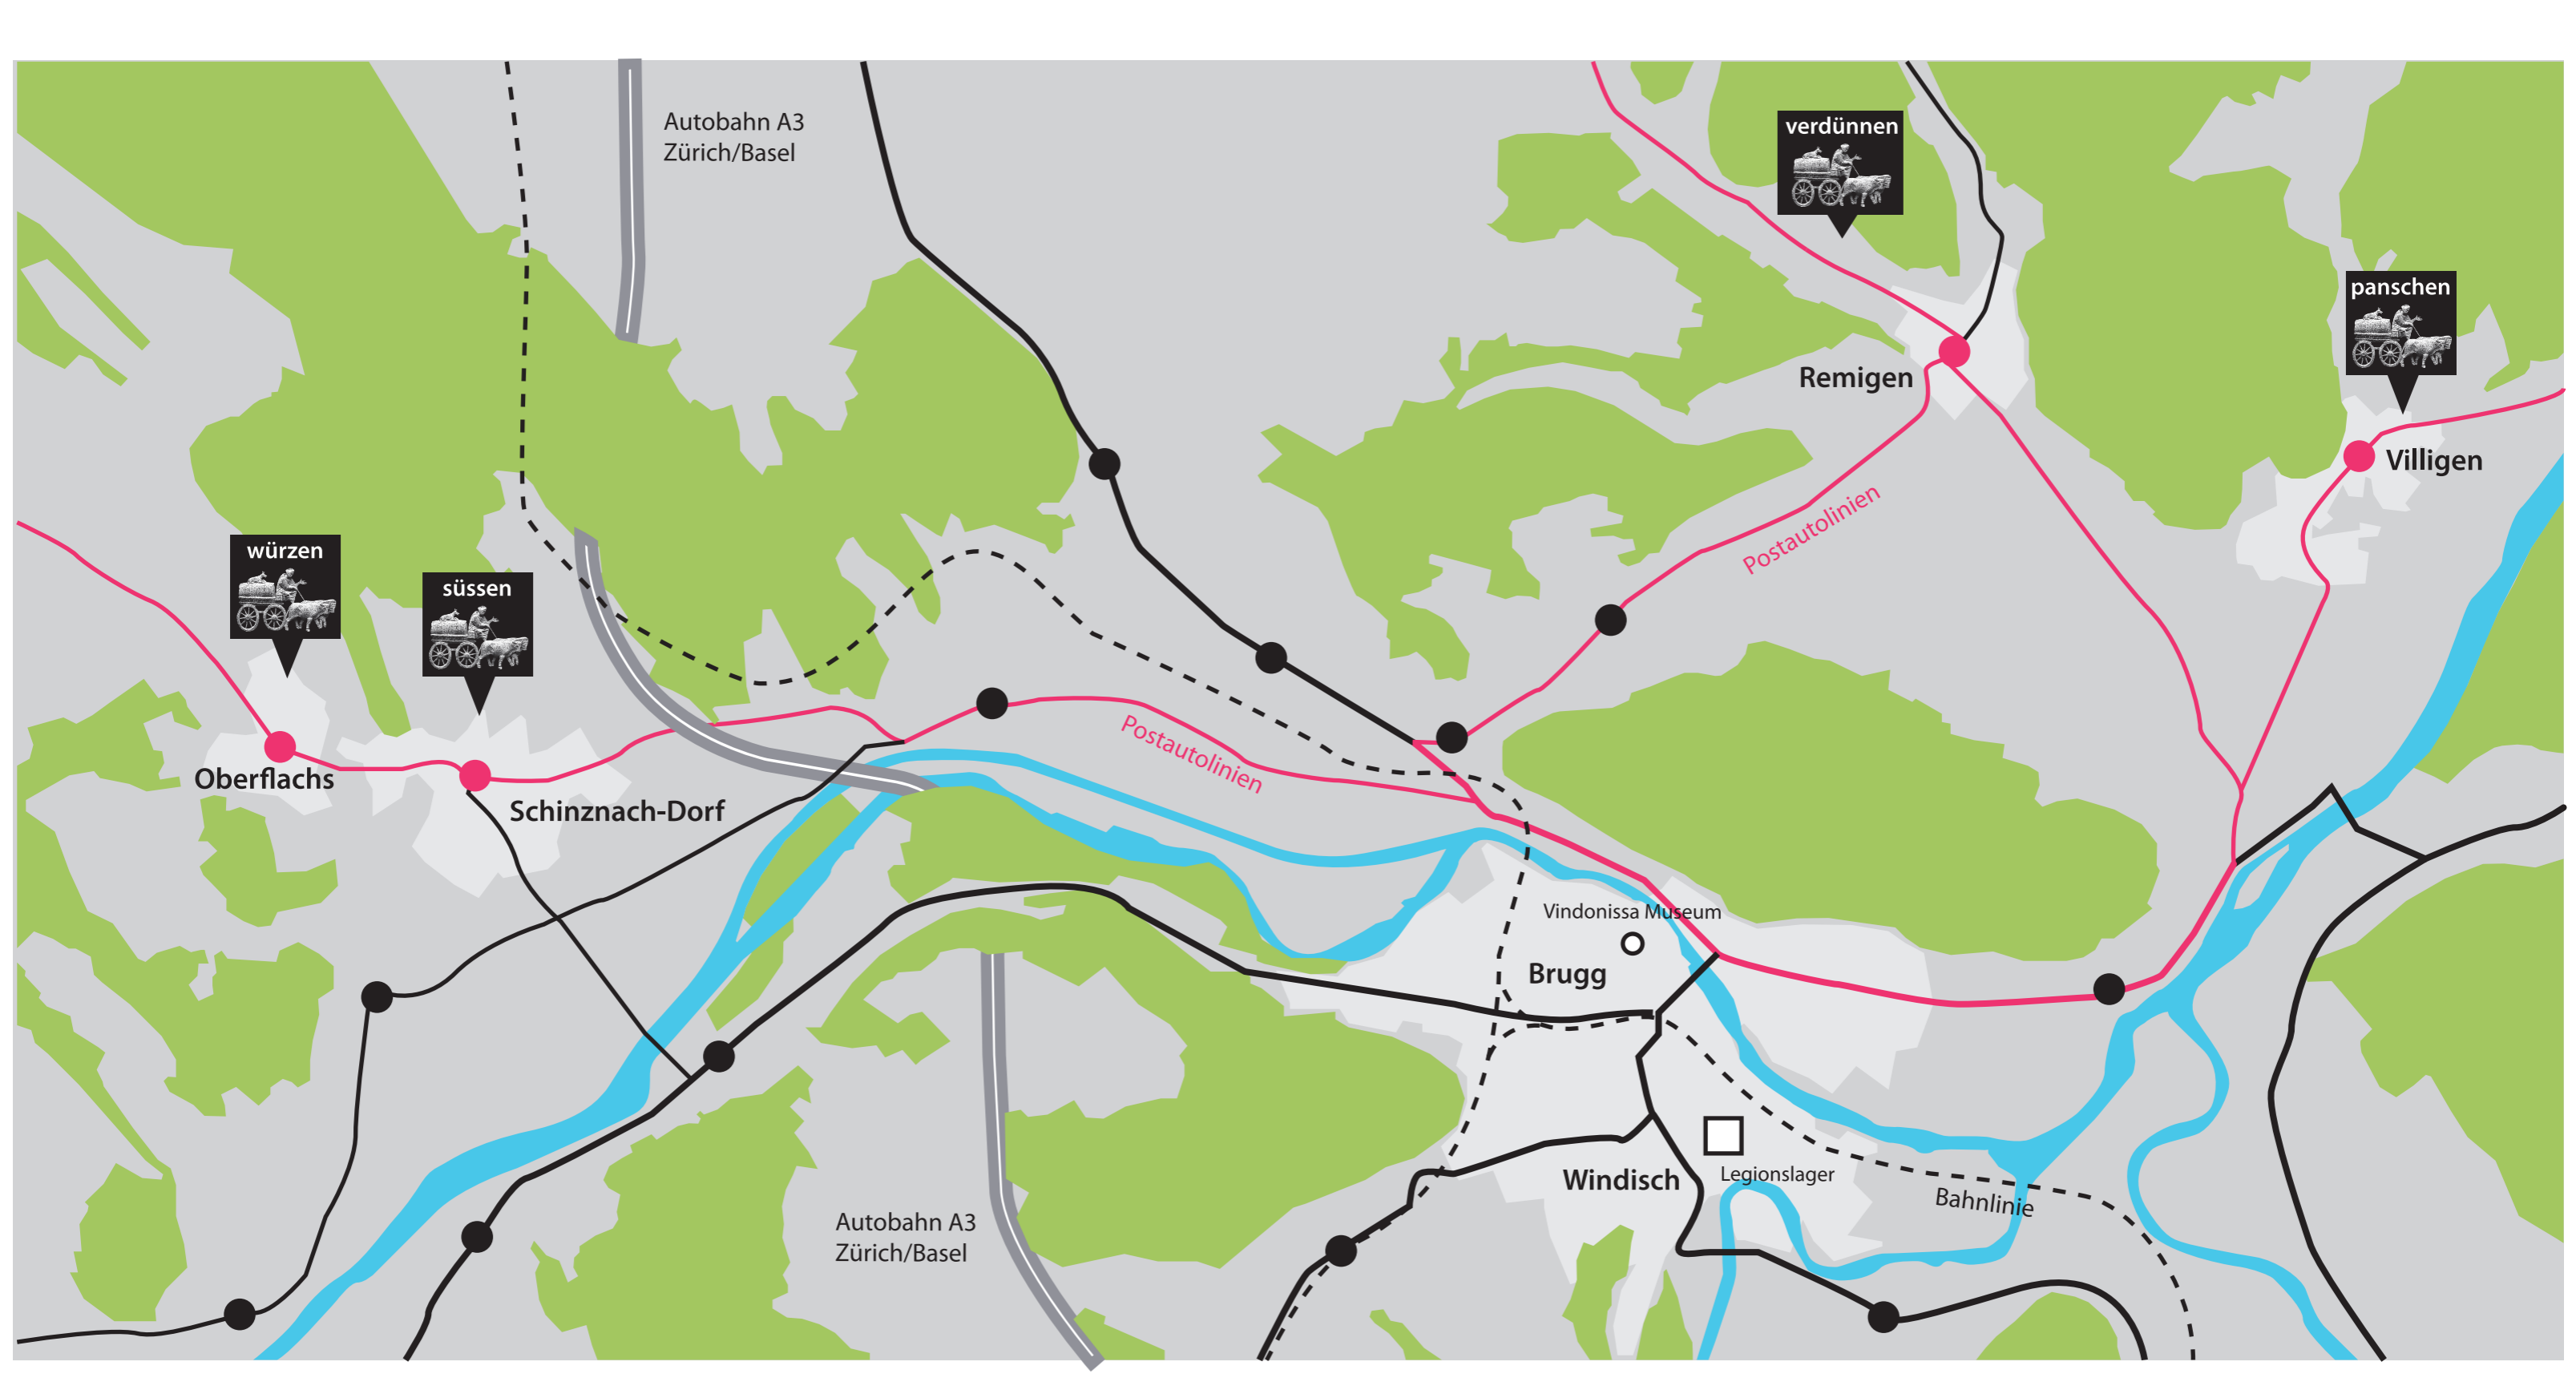 Autobahn A3
Zürich/Basel
verdünnen
panschen
Remigen
Villigen
Postautolinien
würzen
süssen
Postautolinien
Oberflachs
Schinznach-Dorf
Vindonissa Museum
Brugg
Windisch
Legionslager
Bahnlinie
Autobahn A3
Zürich/Basel